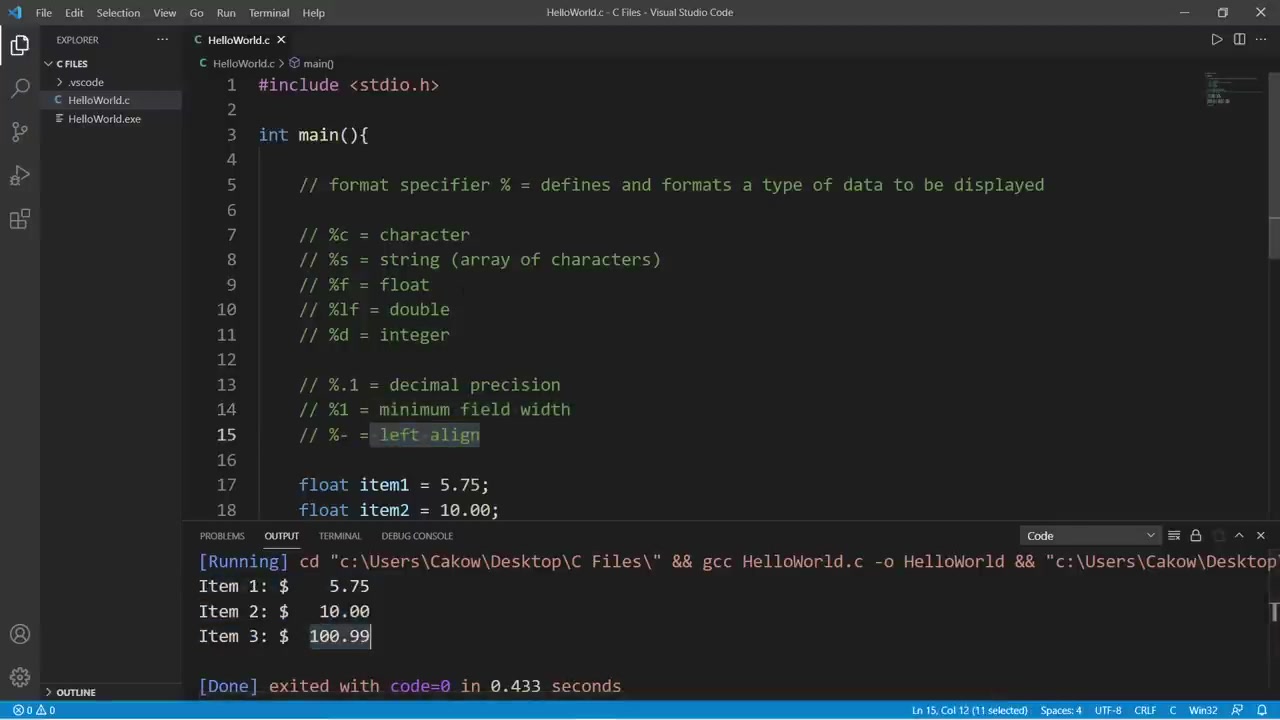 File Edit Selection View Go Run Terminal Help
HelloWorld.c - C Files - Visual Studio Code
EXPLORER
C FILES
.vscode
C HelloWorld.c
HelloWorld.exe
C HelloWorld.c
C HelloWorld.c > main()
1 #include <stdio.h>
2
3 int main(){
4
5 // format specifier % = defines and formats a type of data to be displayed
6
7 // %c = character
8 // %s = string (array of characters)
9 // %f = float
10 // %lf = double
11 // %d = integer
12
13 // %.1 = decimal precision
14 // %1 = minimum field width
15 // %- = left align
16
17 float item1 = 5.75;
18 float item2 = 10.00;
PROBLEMS OUTPUT TERMINAL DEBUG CONSOLE
Code
[Running] cd "c:\Users\Cakow\Desktop\C Files\" && gcc HelloWorld.c -o HelloWorld && "c:\Users\Cakow\Desktop
Item 1: $ 5.75
Item 2: $ 10.00
Item 3: $ 100.99
[Done] exited with code=0 in 0.433 seconds
OUTLINE
0 0
Ln 15, Col 12 (11 selected) Spaces: 4 UTF-8 CRLF C Win32